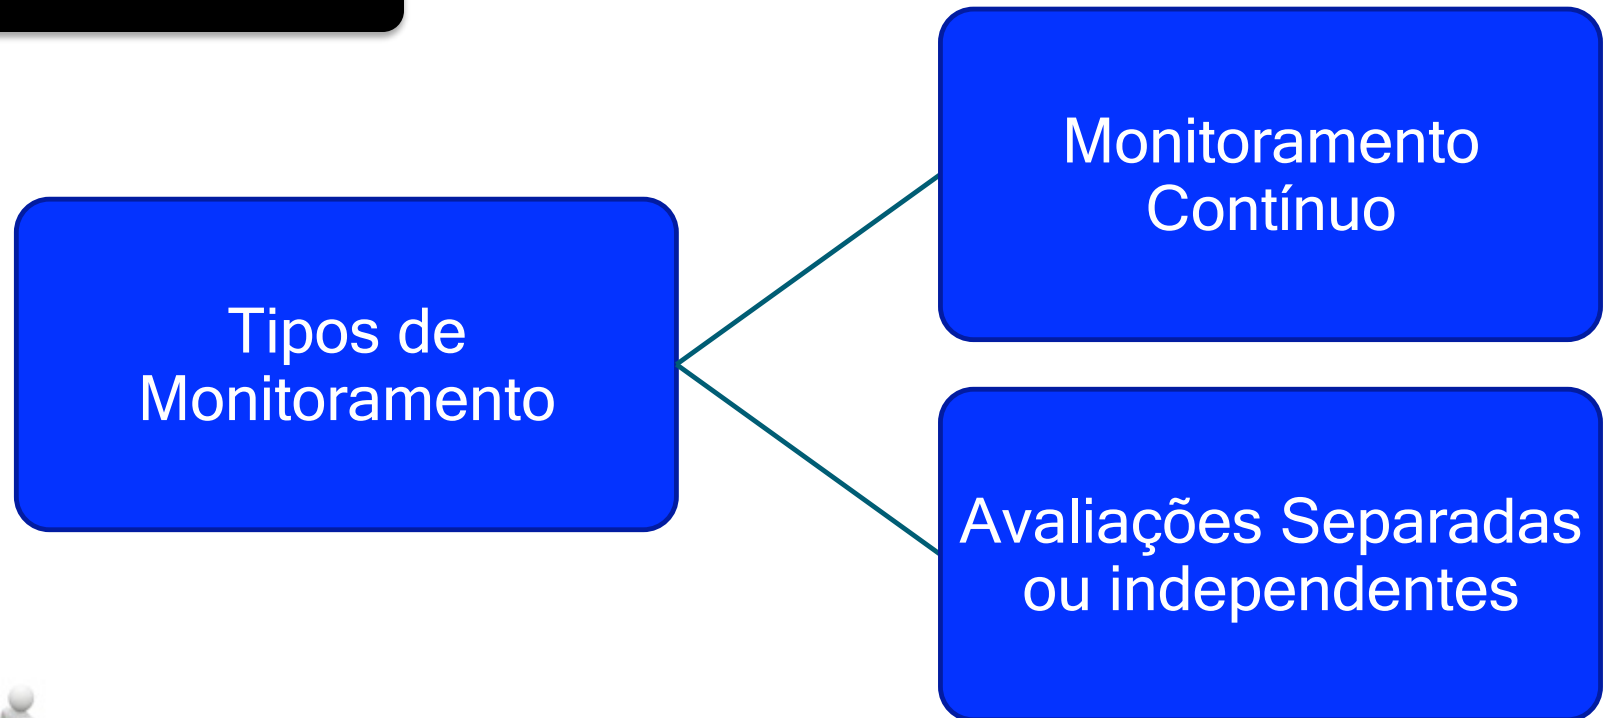 Tipos de
Monitoramento
Monitoramento
Contínuo
Avaliações Separadas
ou independentes